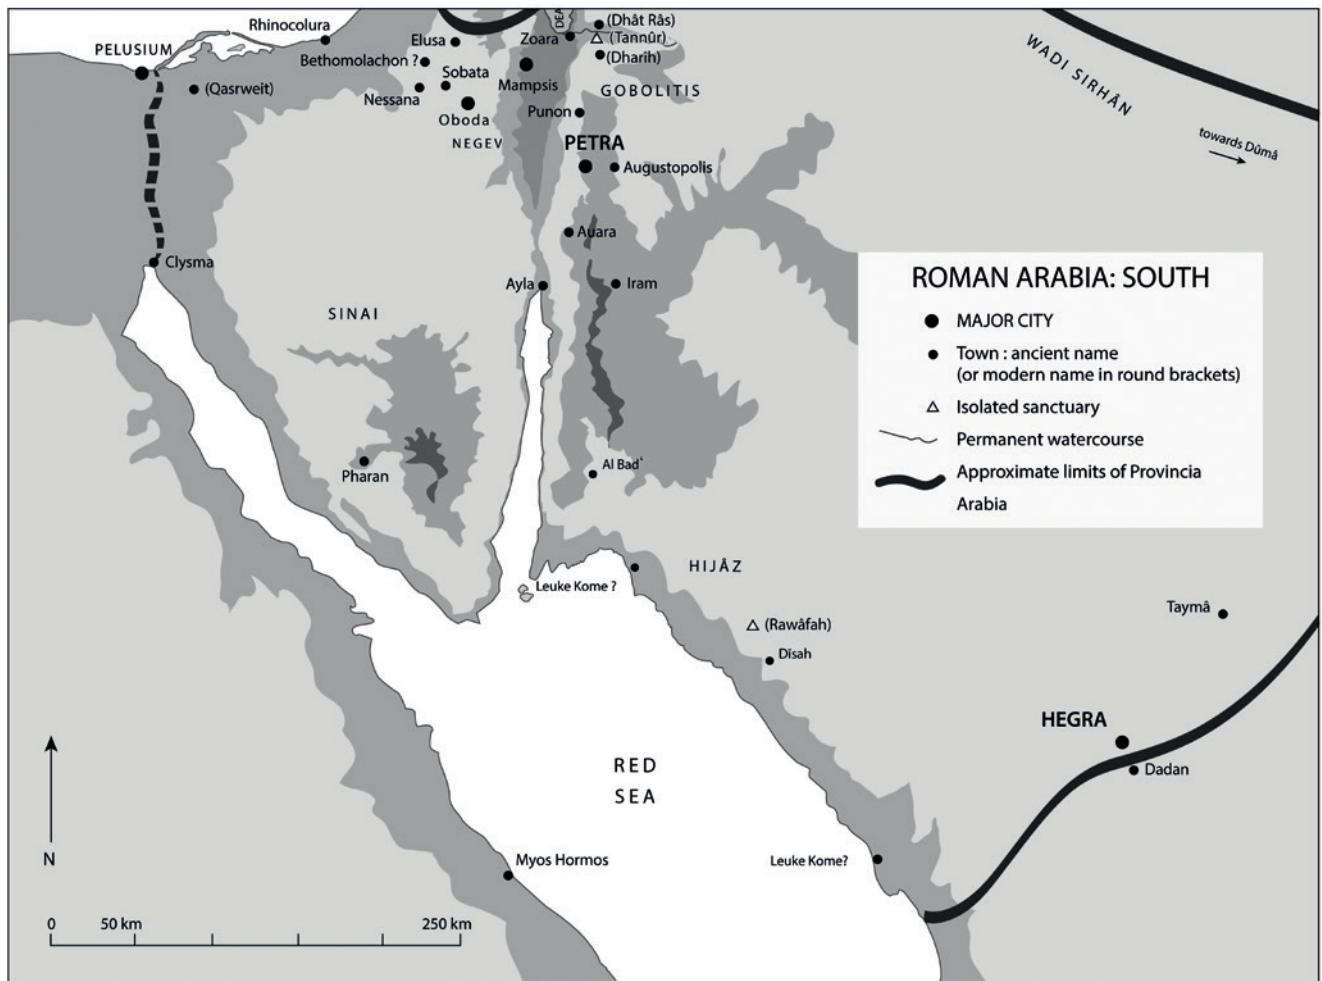 Rhinocolura
PELUSIUM
(Qasrweit)
Elusa
Bethomolachon ?
Sobata
Nessana
Oboda
NEGEV
DEA
Zoara
Mampsis
(Dhât Râs)
(Tannûr)
(Dharih)
GOBOLITIS
Punon
PETRA
Augustopolis
WADI SIRHÂN
towards Dûmâ
Auara
Clysma
Ayla
Iram
SINAI
ROMAN ARABIA: SOUTH
MAJOR CITY
Town : ancient name
(or modern name in round brackets)
Isolated sanctuary
Permanent watercourse
Approximate limits of Provincia
Arabia
Pharan
Al Bad‘
HIJÂZ
Leuke Kome ?
(Rawâfah)
Disah
Taymâ
HEGRA
Dadan
RED
SEA
Myos Hormos
Leuke Kome?
N
0 50 km 250 km